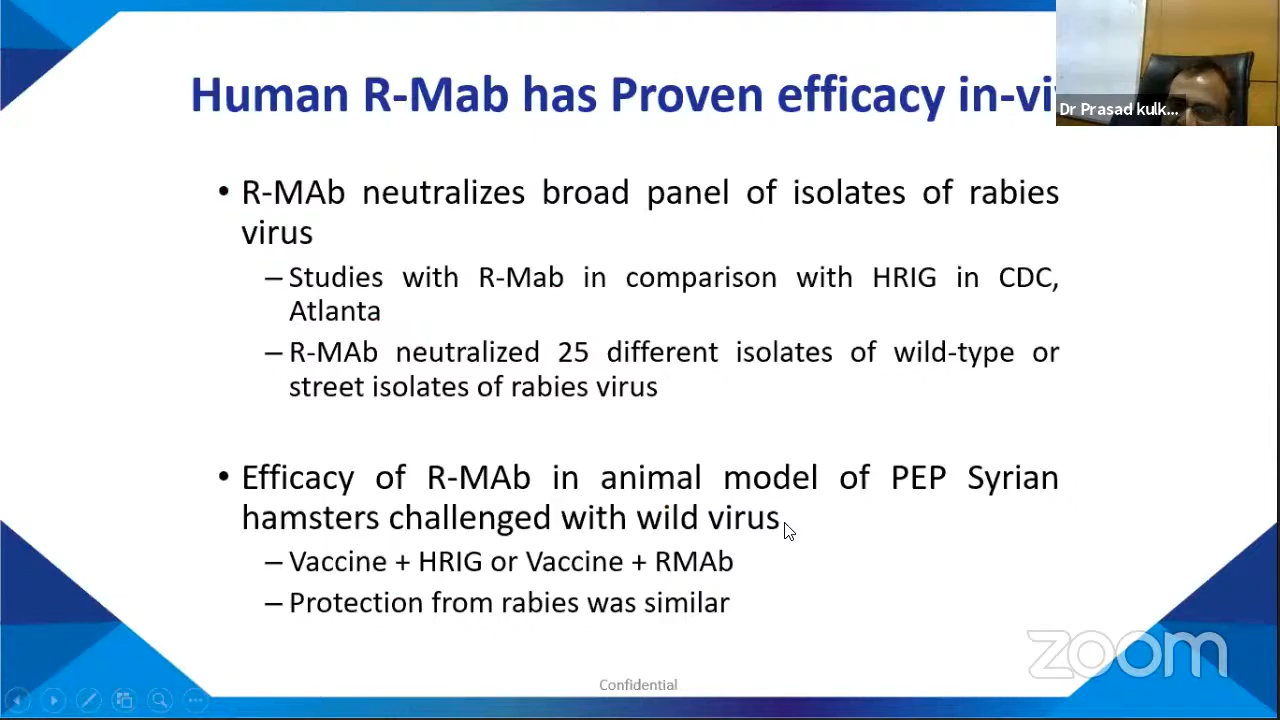 Human R-Mab has Proven efficacy in-vi
Dr Prasad kulk...
• R-MAb neutralizes broad panel of isolates of rabies
virus
– Studies with R-Mab in comparison with HRIG in CDC,
Atlanta
– R-MAb neutralized 25 different isolates of wild-type or
street isolates of rabies virus
• Efficacy of R-MAb in animal model of PEP Syrian
hamsters challenged with wild virus
– Vaccine + HRIG or Vaccine + RMAb
– Protection from rabies was similar
zoom
Confidential